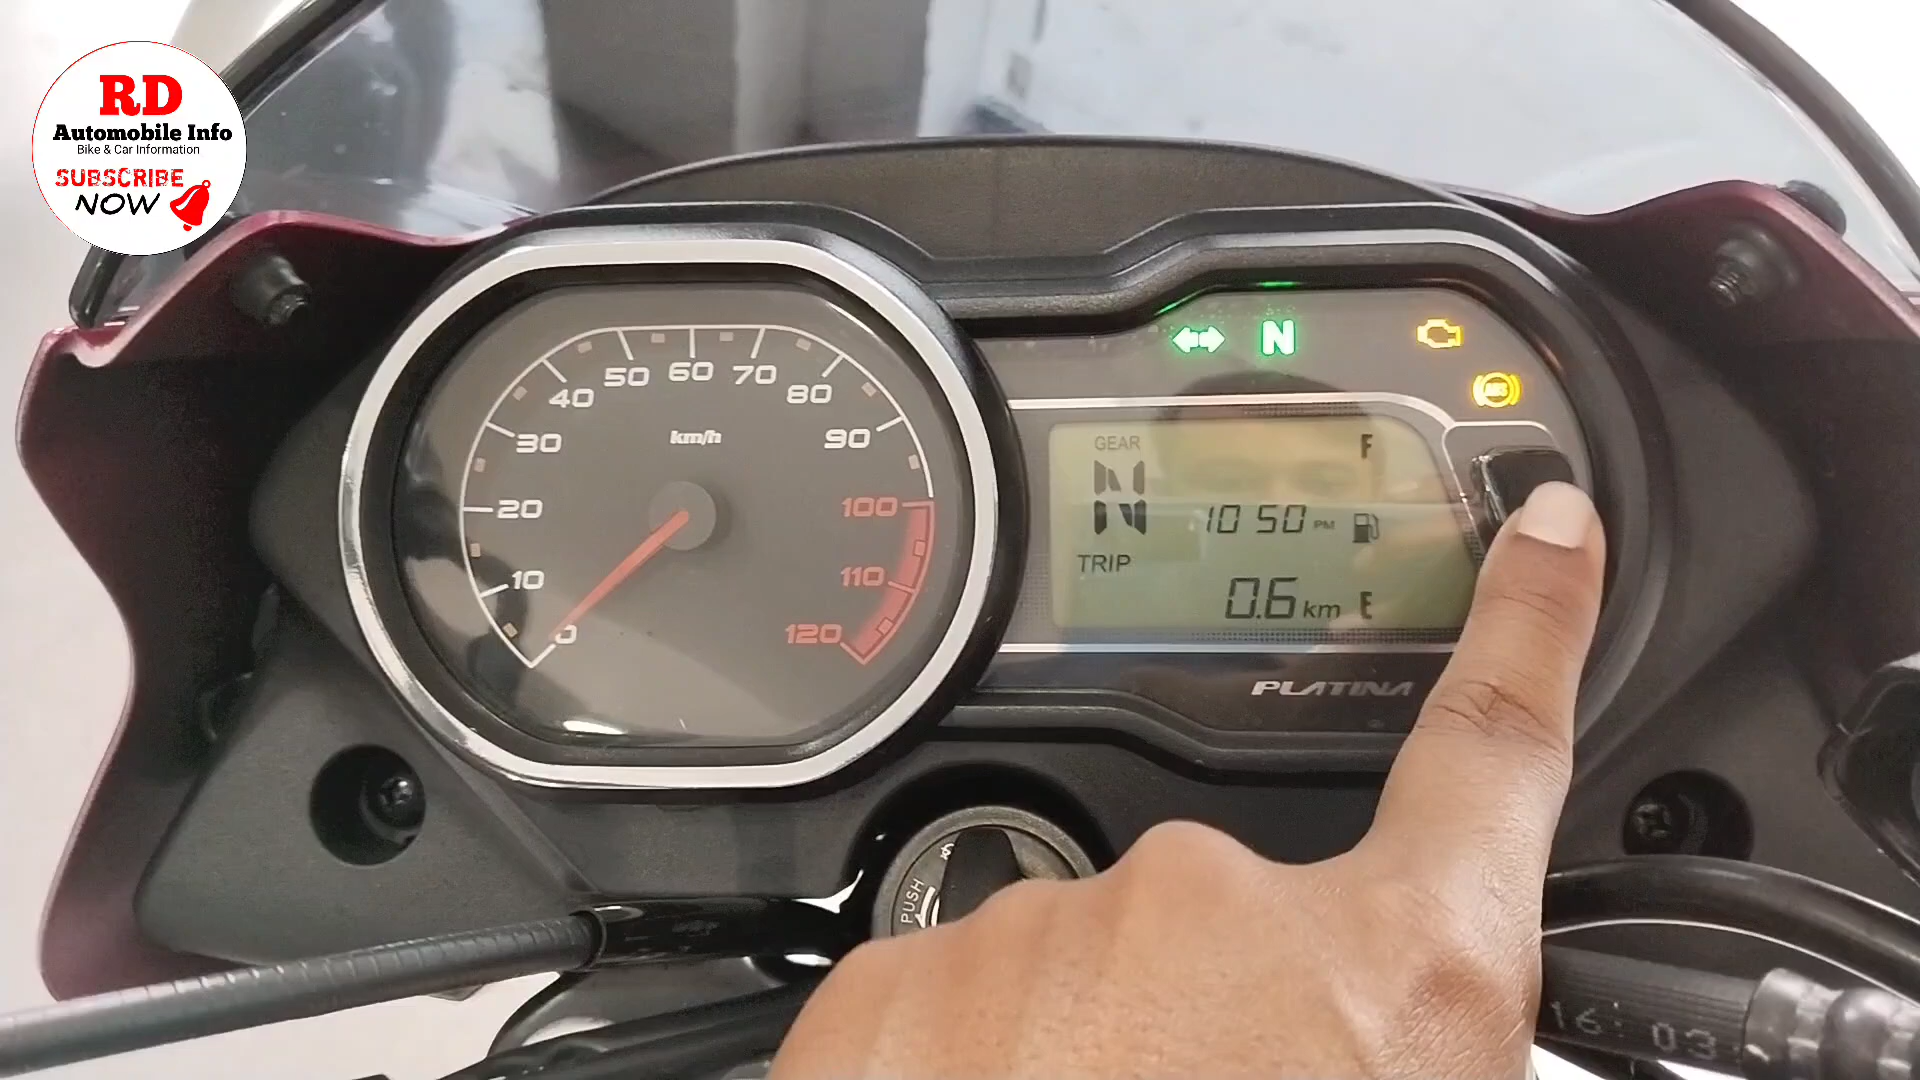 RD
Automobile Info
Bike & Car Information
SUBSCRIBE
NOW
0
10
20
30
40
50
60
70
80
90
100
110
120
km/h
N
ABS
GEAR
N
F
10 50 PM
TRIP
0.6 km
E
PLATINA
PUSH
16: 03